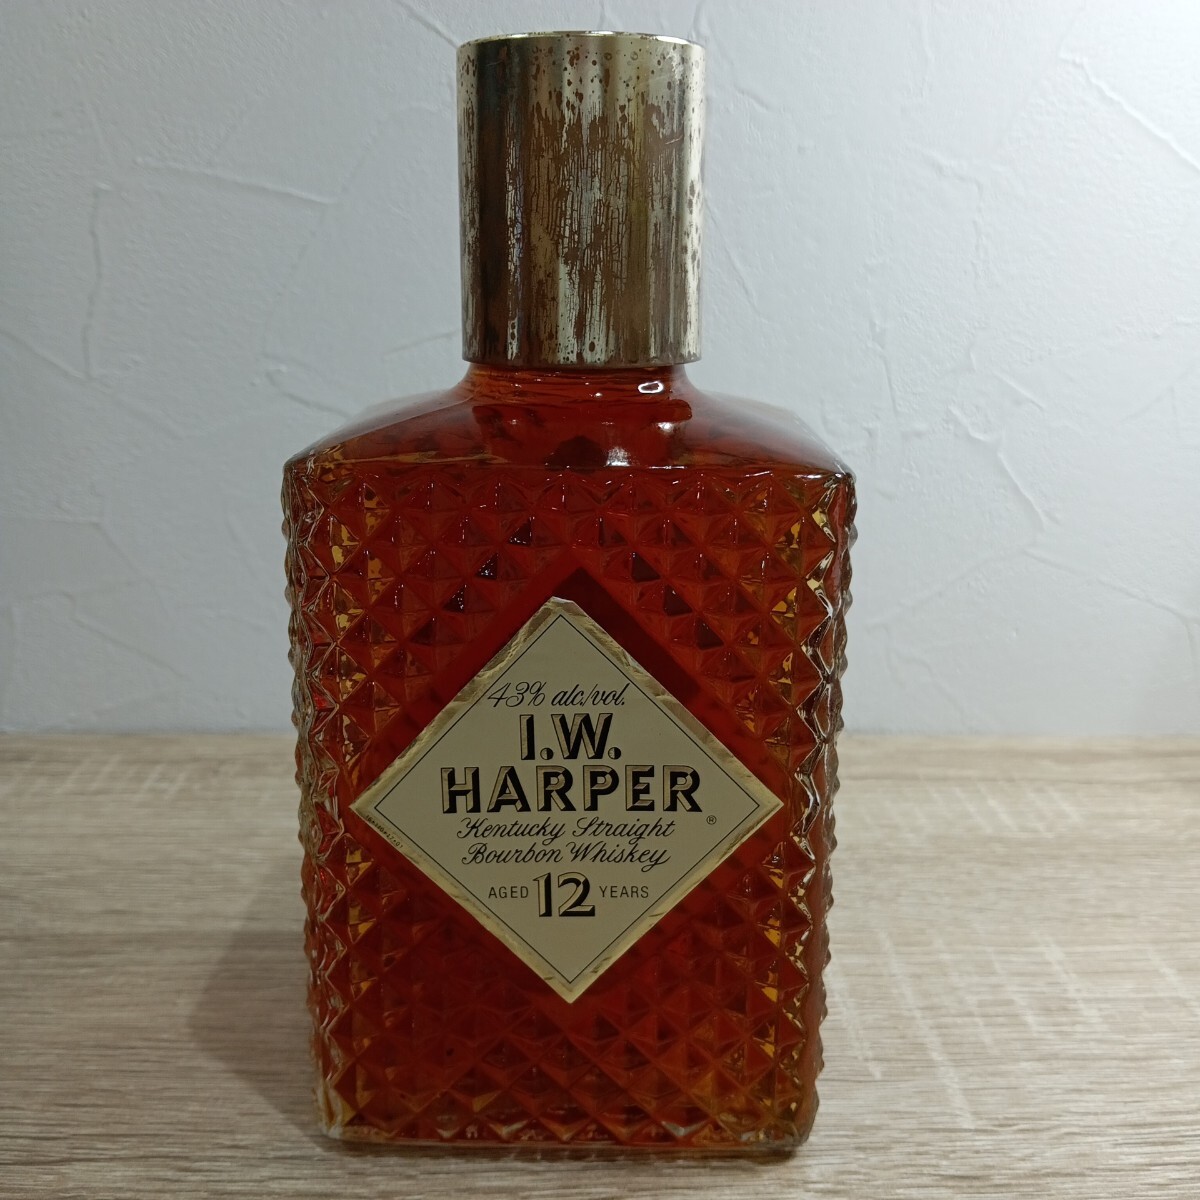 43% alc/vol.
I.W.
HARPER®
Kentucky Straight
Bourbon Whiskey
AGED 12 YEARS